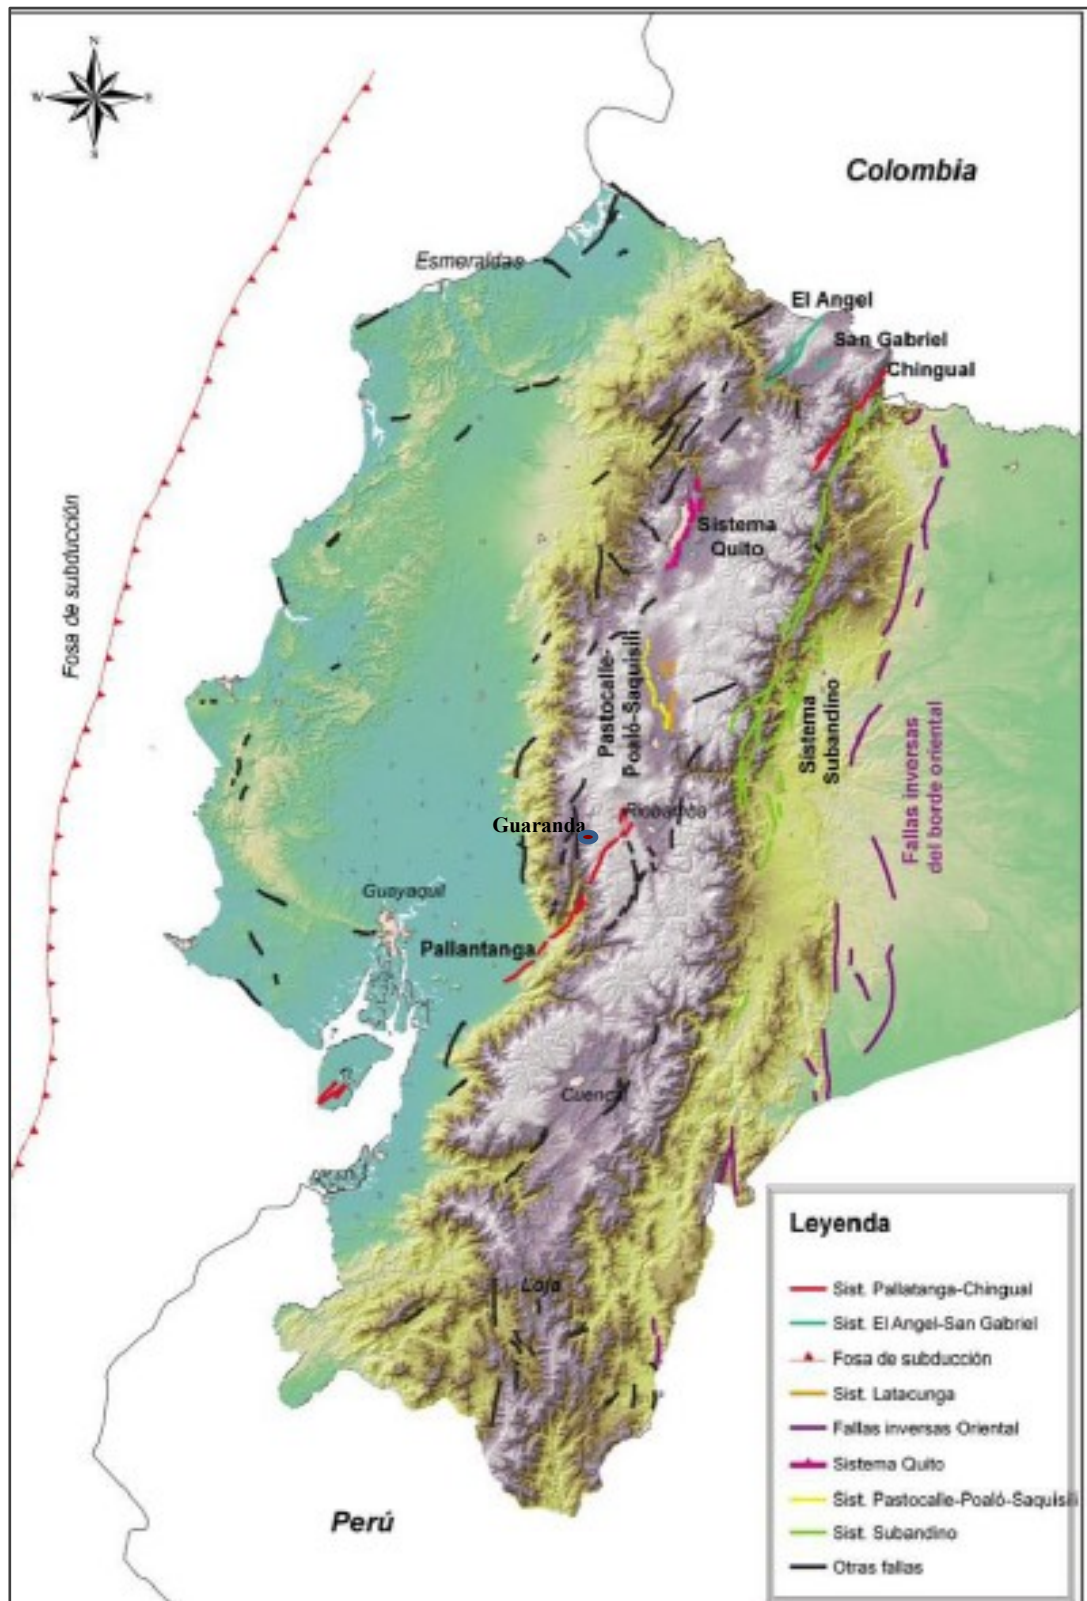 N
W
E
S
Colombia
Esmeraldas
El Angel
San Gabriel
Chingual
Fosa de subducción
Sistema
Quito
Pastocalle-
Poaló-Saquisilí
Sistema
Subandino
Fallas inversas
del borde oriental
Guaranda
Riobamba
Guayaquil
Pallantanga
Cuenca
Loja
Perú
Leyenda
Sist. Pallatanga-Chingual
Sist. El Angel-San Gabriel
Fosa de subducción
Sist. Latacunga
Fallas inversas Oriental
Sistema Quito
Sist. Pastocalle-Poaló-Saquisilí
Sist. Subandino
Otras fallas